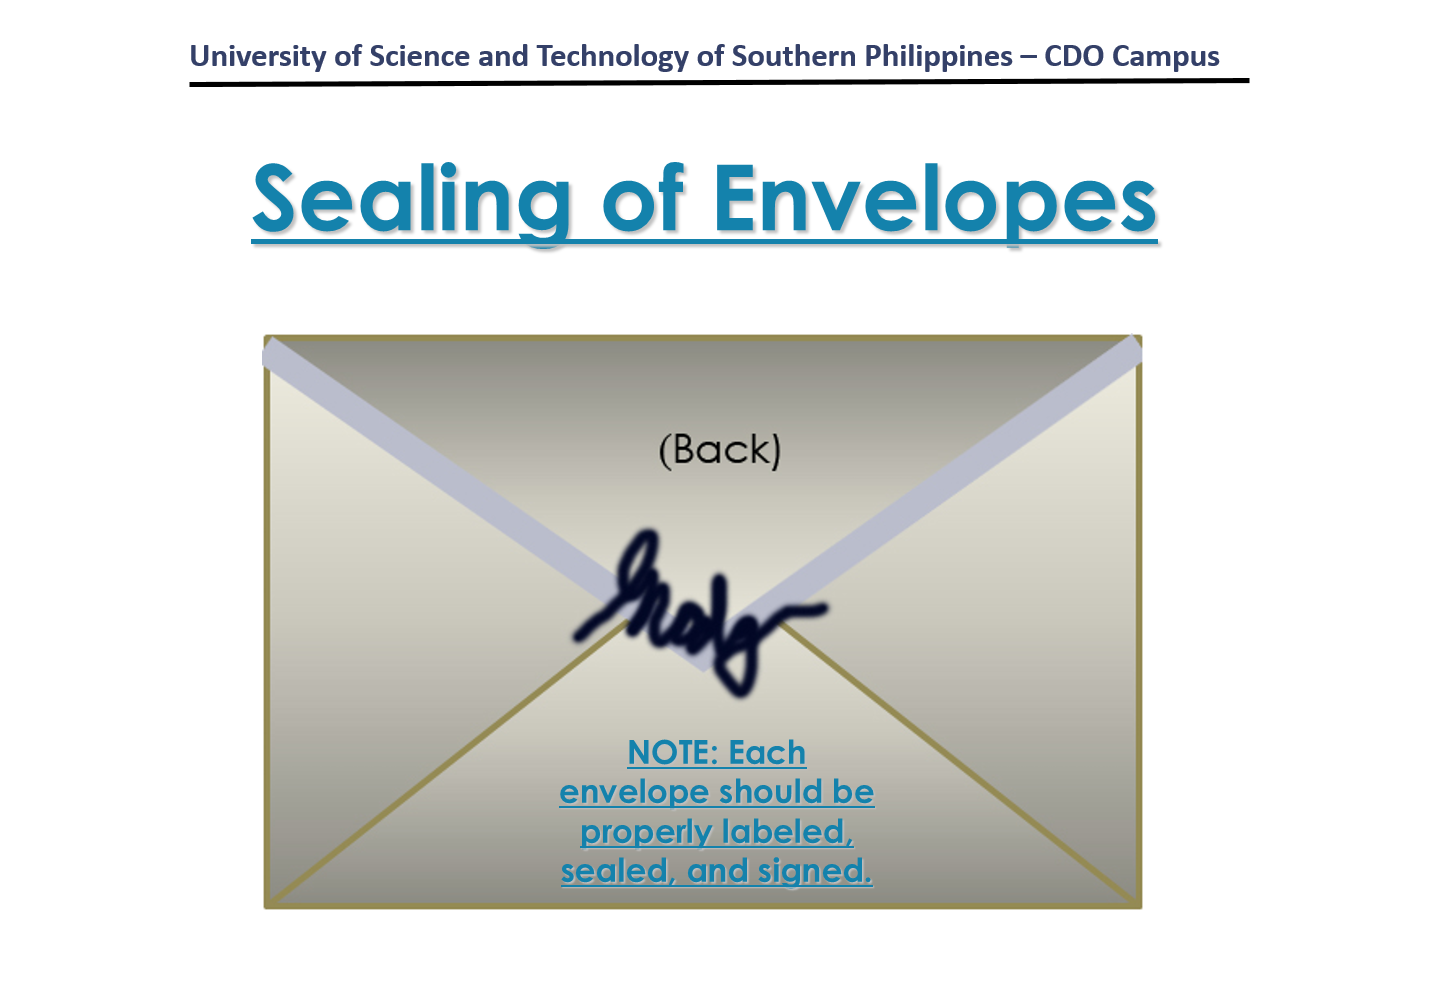 University of Science and Technology of Southern Philippines – CDO Campus
Sealing of Envelopes
(Back)
NOTE: Each
envelope should be
properly labeled,
sealed, and signed.